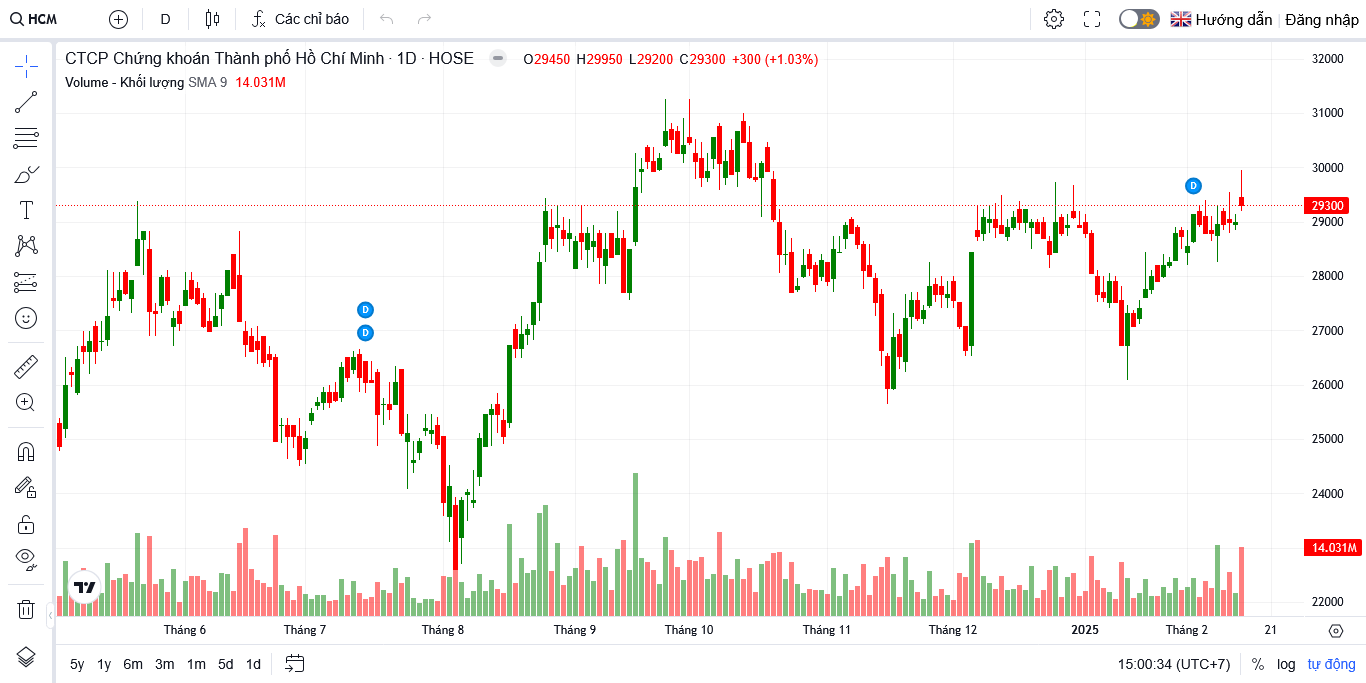 HCM D Các chỉ báo Hướng dẫn Đăng nhập
CTCP Chứng khoán Thành phố Hồ Chí Minh · 1D · HOSE O29450 H29950 L29200 C29300 +300 (+1.03%)
Volume - Khối lượng SMA 9 14.031M
32000
31000
30000
D
29300
29000
28000
D
D
27000
26000
25000
24000
14.031M
22000
Tháng 6 Tháng 7 Tháng 8 Tháng 9 Tháng 10 Tháng 11 Tháng 12 2025 Tháng 2 21
5y 1y 6m 3m 1m 5d 1d 15:00:34 (UTC+7) % log tự động